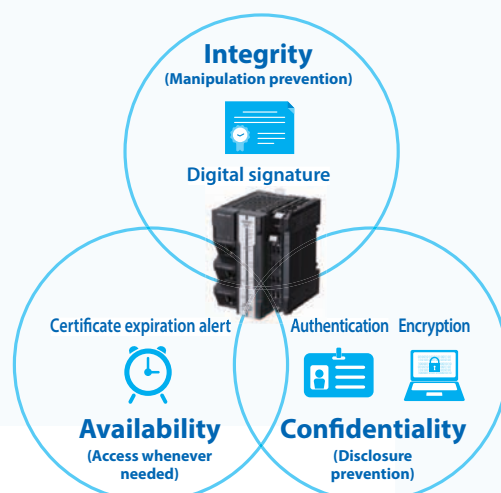 Integrity
(Manipulation prevention)
Digital signature
Certificate expiration alert
Authentication Encryption
Availability
(Access whenever
needed)
Confidentiality
(Disclosure
prevention)